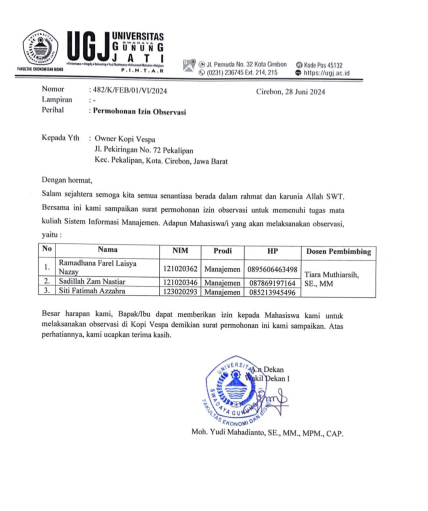 UGJ UNIVERSITAS
SWADAYA
GUNUNG
JATI
P.I.N.T.A.R
FAKULTAS EKONOMI DAN BISNIS
Jl. Pemuda No. 32 Kota Cirebon
Kode Pos 45132
(0231) 236745 Ext. 214, 215
https://ugj.ac.id
Nomor : 482/K/FEB/01/VI/2024
Cirebon, 28 Juni 2024
Lampiran : -
Perihal : Permohonan Izin Observasi
Kepada Yth : Owner Kopi Vespa
Jl. Pekiringan No. 72 Pekalipan
Kec. Pekalipan, Kota. Cirebon, Jawa Barat
Dengan hormat,
Salam sejahtera semoga kita semua senantiasa berada dalam rahmat dan karunia Allah SWT.
Bersama ini kami sampaikan surat permohonan izin observasi untuk memenuhi tugas mata
kuliah Sistem Informasi Manajemen. Adapun Mahasiswa/i yang akan melaksanakan observasi,
yaitu :
No Nama NIM Prodi HP Dosen Pembimbing
1. Ramadhana Farel Laisya Nazay 121020362 Manajemen 0895606463498 Tiara Muthiarsih, SE., MM
2. Sadillah Zam Nastiar 121020346 Manajemen 087869197164
3. Siti Fatimah Azzahra 123020293 Manajemen 085213945496
Besar harapan kami, Bapak/Ibu dapat memberikan izin kepada Mahasiswa kami untuk
melaksanakan observasi di Kopi Vespa demikian surat permohonan ini kami sampaikan. Atas
perhatiannya, kami ucapkan terima kasih.
Dekan
Wakil Dekan I
UNIVERSITAS
SWADAYA GUNUNG
FAKULTAS EKONOMI DAN
Moh. Yudi Mahadianto, SE., MM., MPM., CAP.